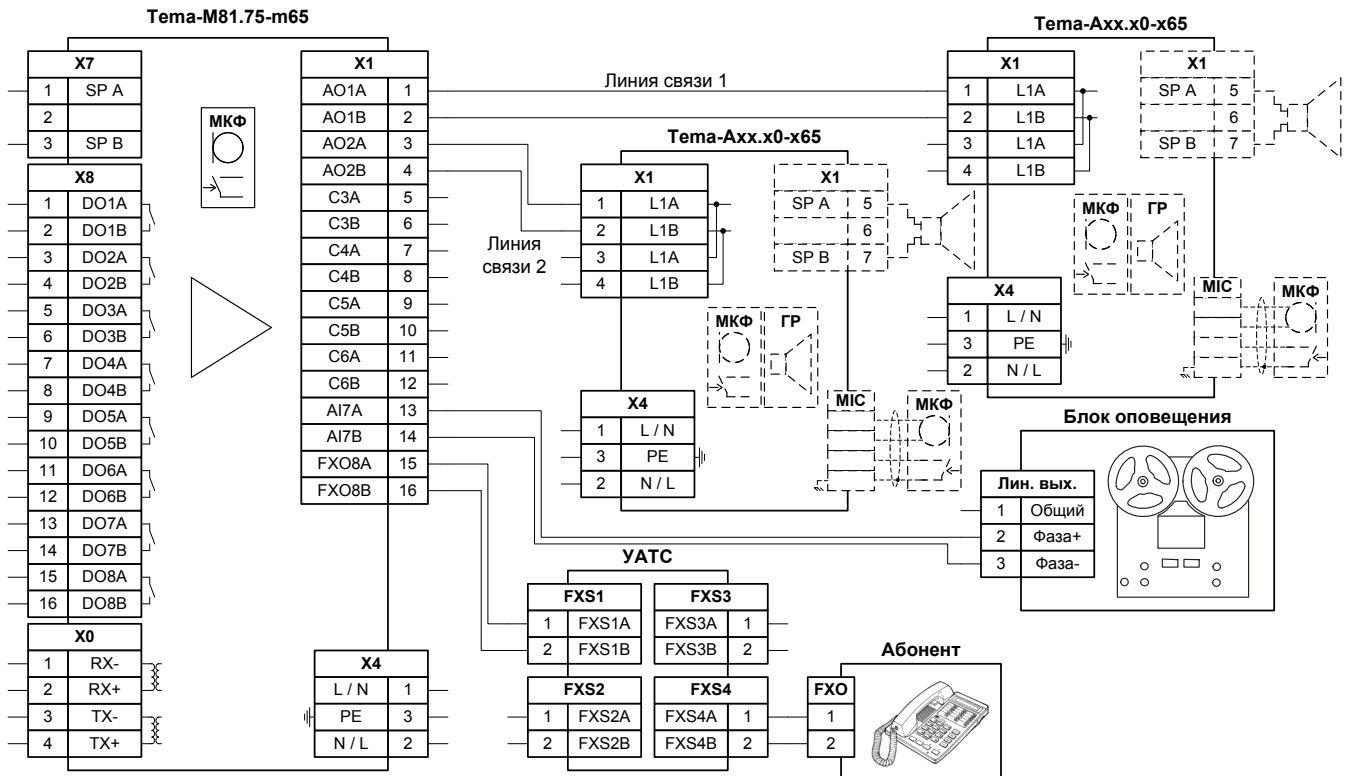 Tema-M81.75-m65
X7
1 SP A
2
3 SP B
X8
1 DO1A
2 DO1B
3 DO2A
4 DO2B
5 DO3A
6 DO3B
7 DO4A
8 DO4B
9 DO5A
10 DO5B
11 DO6A
12 DO6B
13 DO7A
14 DO7B
15 DO8A
16 DO8B
X0
1 RX-
2 RX+
3 TX-
4 TX+
МКФ
X1
AO1A 1
AO1B 2
AO2A 3
AO2B 4
C3A 5
C3B 6
C4A 7
C4B 8
C5A 9
C5B 10
C6A 11
C6B 12
AI7A 13
AI7B 14
FXO8A 15
FXO8B 16
X4
L / N 1
PE 3
N / L 2
Линия связи 1
Линия
связи 2
Tema-Axx.x0-x65
X1
1 L1A
2 L1B
3 L1A
4 L1B
X1
SP A 5
6
SP B 7
МКФ ГР
X4
1 L / N
3 PE
2 N / L
MIC
МКФ
Tema-Axx.x0-x65
X1
1 L1A
2 L1B
3 L1A
4 L1B
X1
SP A 5
6
SP B 7
МКФ ГР
X4
1 L / N
3 PE
2 N / L
MIC
МКФ
Блок оповещения
Лин. вых.
1 Общий
2 Фаза+
3 Фаза-
УАТС
FXS1
1 FXS1A
2 FXS1B
FXS3
FXS3A 1
FXS3B 2
FXS2
1 FXS2A
2 FXS2B
FXS4
FXS4A 1
FXS4B 2
Абонент
FXO
1
2